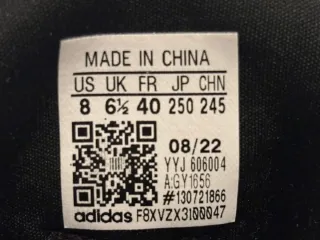 MADE IN CHINA
US UK FR JP CHN
8 6½ 40 250 245
08/22
YYJ 606004
A:GY1656
#130721866
adidas F8XVZX3100047